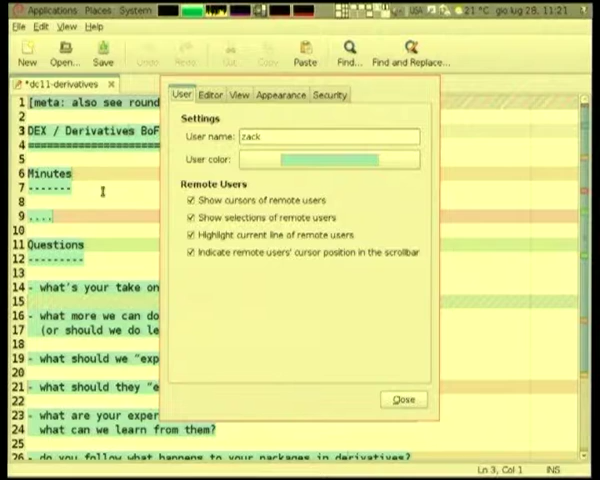 Applications Places System USA 21 °C gio lug 28, 11:21
File Edit View Help
New Open... Save Undo Redo Cut Copy Paste Find... Find and Replace...
*dc11-derivatives
1 [meta: also see round
2
3 DEX / Derivatives BoF
4 ==================
5
6 Minutes
7 -------
8
9 ....
10
11 Questions
12 ---------
13
14 - what's your take on
15
16 - what more we can do
17 (or should we do le
18
19 - what should we "exp
20
21 - what should they "e
22
23 - what are your exper
24 what can we learn from them?
25
26 - do you follow what happens to your packages in derivatives?
User Editor View Appearance Security
Settings
User name: zack
User color:
Remote Users
Show cursors of remote users
Show selections of remote users
Highlight current line of remote users
Indicate remote users' cursor position in the scrollbar
Close
Ln 3, Col 1 INS